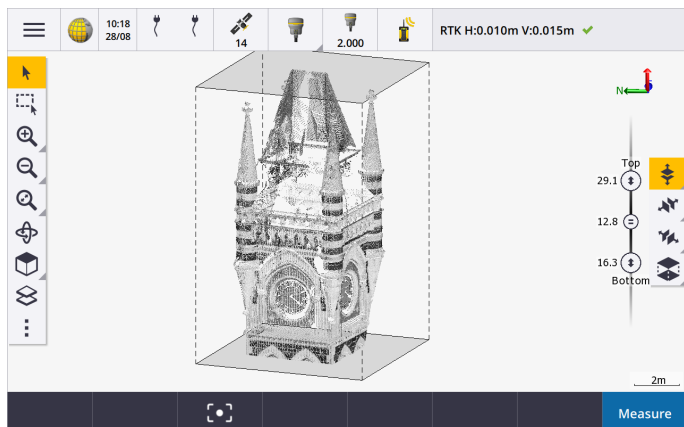 10:18
28/08
14
2.000
RTK H:0.010m V:0.015m
N
Top
29.1
12.8
16.3
Bottom
2m
Measure